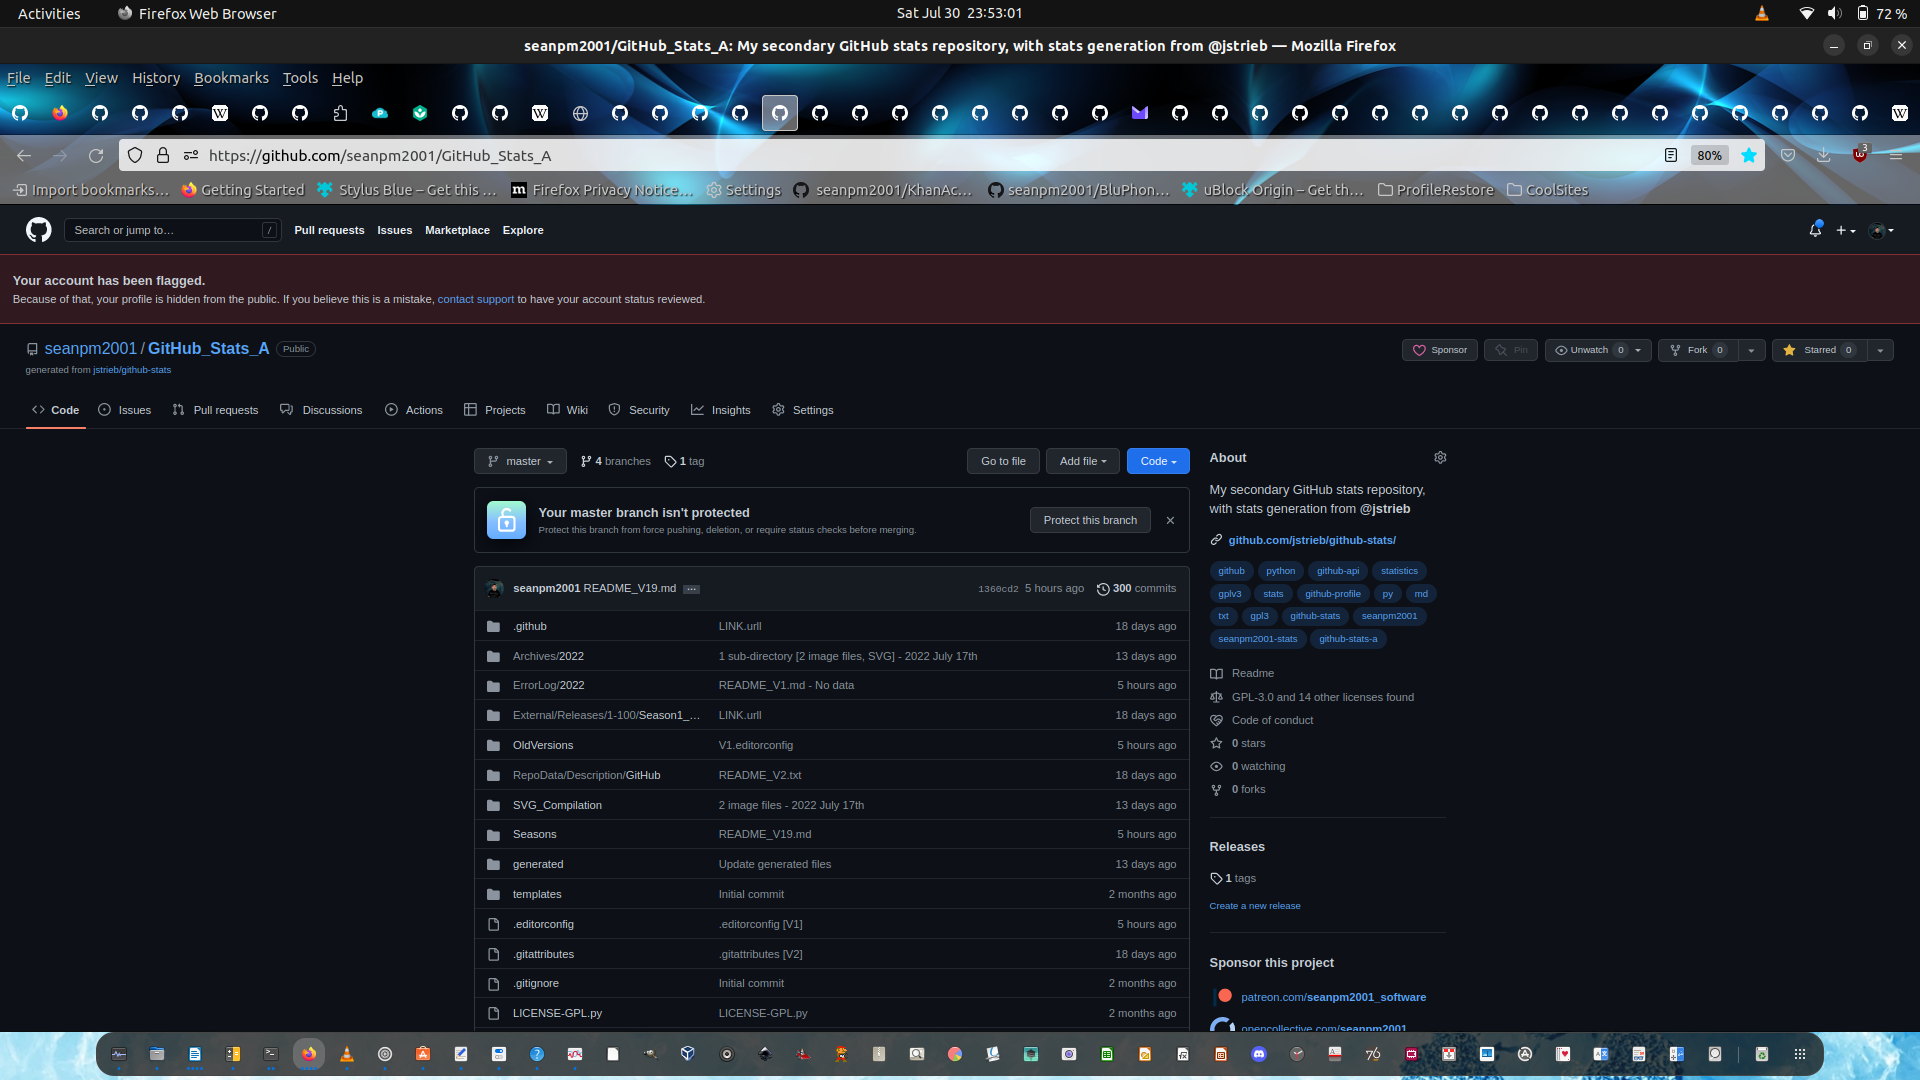 Activities
Firefox Web Browser
Sat Jul 30 23:53:01
72 %
seanpm2001/GitHub_Stats_A: My secondary GitHub stats repository, with stats generation from @jstrieb — Mozilla Firefox
File Edit View History Bookmarks Tools Help
https://github.com/seanpm2001/GitHub_Stats_A
80%
3
Import bookmarks…
Getting Started
Stylus Blue – Get this …
Firefox Privacy Notice…
Settings
seanpm2001/KhanAc…
seanpm2001/BluPhon…
uBlock Origin – Get th…
ProfileRestore
CoolSites
Search or jump to…
/
Pull requests Issues Marketplace Explore
Your account has been flagged.
Because of that, your profile is hidden from the public. If you believe this is a mistake, contact support to have your account status reviewed.
seanpm2001 / GitHub_Stats_A Public
generated from jstrieb/github-stats
Sponsor
Pin
Unwatch 0
Fork 0
Starred 0
Code
Issues
Pull requests
Discussions
Actions
Projects
Wiki
Security
Insights
Settings
master
4 branches
1 tag
Go to file
Add file
Code
Your master branch isn't protected
Protect this branch from force pushing, deletion, or require status checks before merging.
Protect this branch
seanpm2001 README_V19.md ...
1360cd2 5 hours ago
300 commits
.github LINK.urll 18 days ago
Archives/2022 1 sub-directory [2 image files, SVG] - 2022 July 17th 13 days ago
ErrorLog/2022 README_V1.md - No data 5 hours ago
External/Releases/1-100/Season1_… LINK.urll 18 days ago
OldVersions V1.editorconfig 5 hours ago
RepoData/Description/GitHub README_V2.txt 18 days ago
SVG_Compilation 2 image files - 2022 July 17th 13 days ago
Seasons README_V19.md 5 hours ago
generated Update generated files 13 days ago
templates Initial commit 2 months ago
.editorconfig .editorconfig [V1] 5 hours ago
.gitattributes .gitattributes [V2] 18 days ago
.gitignore Initial commit 2 months ago
LICENSE-GPL.py LICENSE-GPL.py 2 months ago
About
My secondary GitHub stats repository,
with stats generation from @jstrieb
github.com/jstrieb/github-stats/
github python github-api statistics
gplv3 stats github-profile py md
txt gpl3 github-stats seanpm2001
seanpm2001-stats github-stats-a
Readme
GPL-3.0 and 14 other licenses found
Code of conduct
0 stars
0 watching
0 forks
Releases
1 tags
Create a new release
Sponsor this project
patreon.com/seanpm2001_software
opencollective.com/seanpm2001